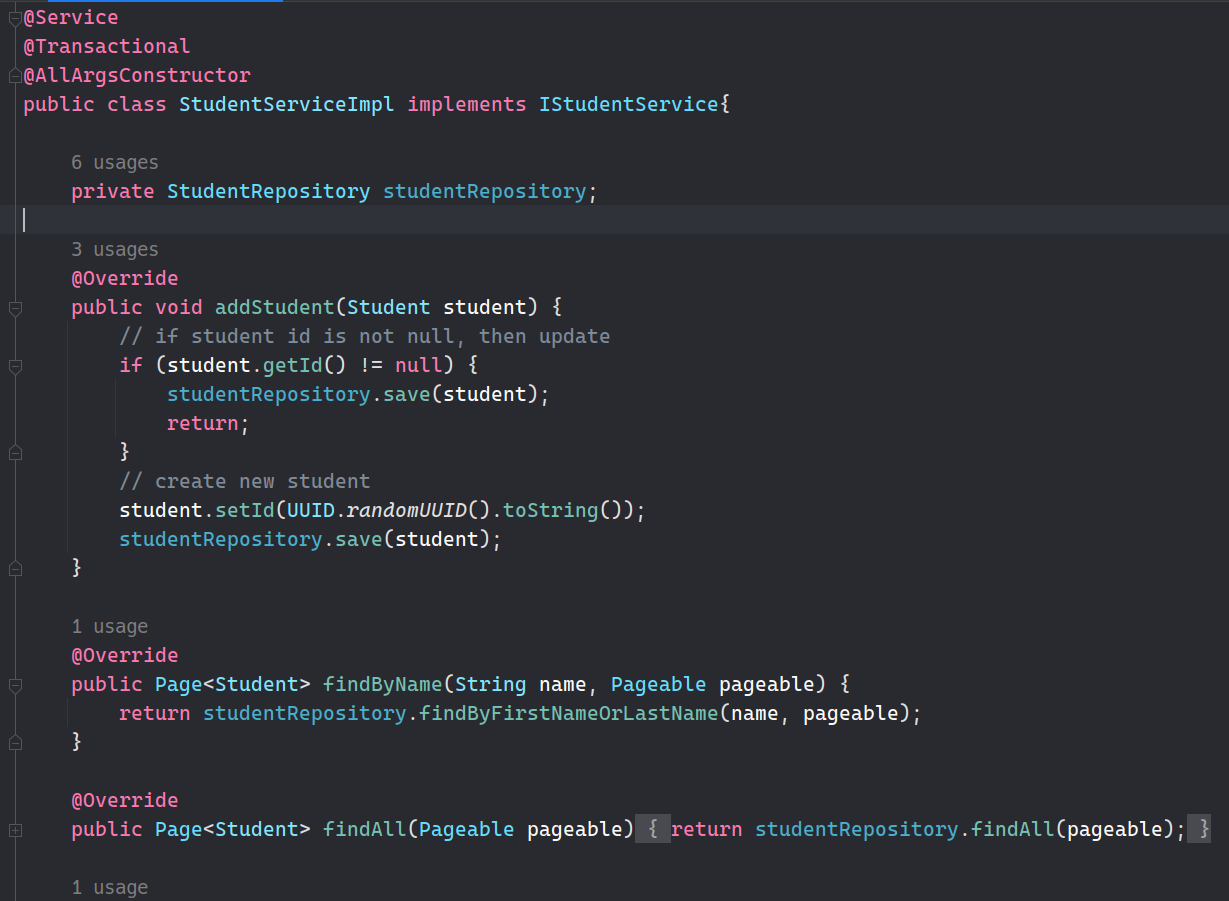 @Service
@Transactional
@AllArgsConstructor
public class StudentServiceImpl implements IStudentService{
6 usages
private StudentRepository studentRepository;
3 usages
@Override
public void addStudent(Student student) {
// if student id is not null, then update
if (student.getId() != null) {
studentRepository.save(student);
return;
}
// create new student
student.setId(UUID.randomUUID().toString());
studentRepository.save(student);
}
1 usage
@Override
public Page<Student> findByName(String name, Pageable pageable) {
return studentRepository.findByFirstNameOrLastName(name, pageable);
}
@Override
public Page<Student> findAll(Pageable pageable) { return studentRepository.findAll(pageable); }
1 usage